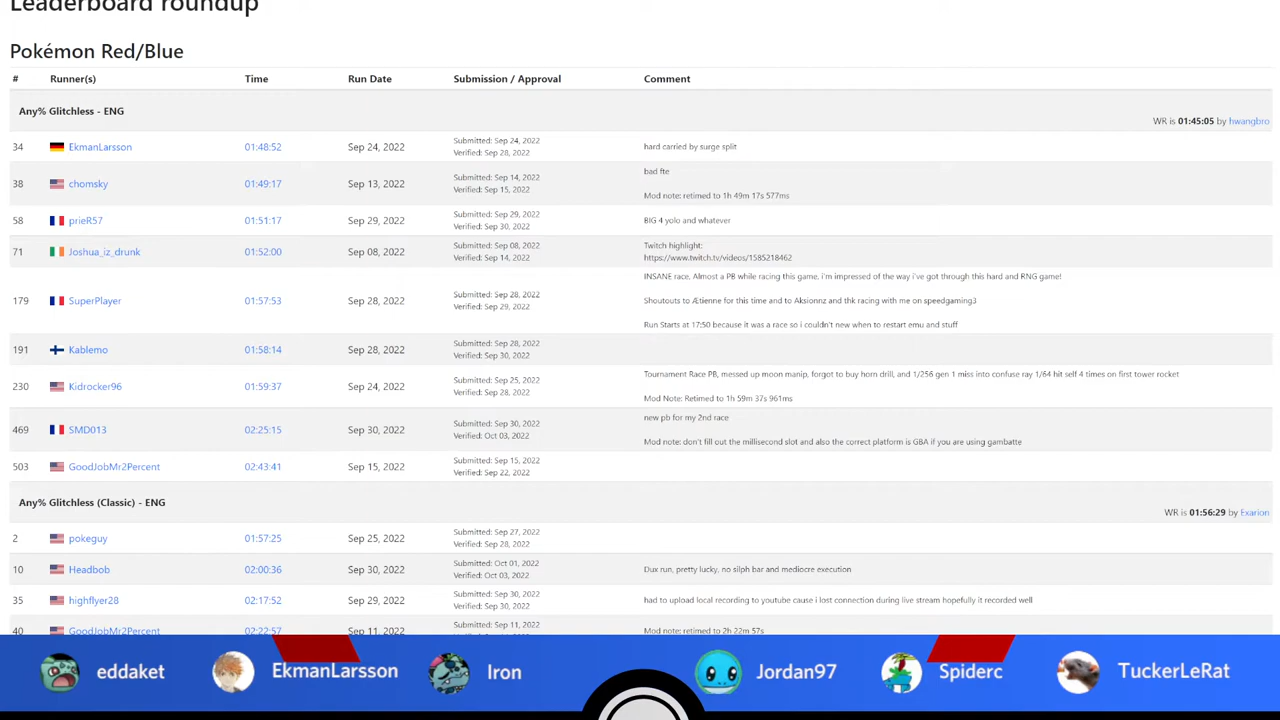 Leaderboard roundup
Pokémon Red/Blue
# Runner(s) Time Run Date Submission / Approval Comment
Any% Glitchless - ENG
WR is 01:45:05 by hwangbro
34 EkmanLarsson 01:48:52 Sep 24, 2022 Submitted: Sep 24, 2022 hard carried by surge split
Verified: Sep 28, 2022
38 chomsky 01:49:17 Sep 13, 2022 Submitted: Sep 14, 2022 bad fte
Verified: Sep 15, 2022 Mod note: retimed to 1h 49m 17s 577ms
58 prieR57 01:51:17 Sep 29, 2022 Submitted: Sep 29, 2022 BIG 4 yolo and whatever
Verified: Sep 30, 2022
71 Joshua_iz_drunk 01:52:00 Sep 08, 2022 Submitted: Sep 08, 2022 Twitch highlight:
Verified: Sep 14, 2022 https://www.twitch.tv/videos/1585218462
INSANE race, Almost a PB while racing this game, i'm impressed of the way i've got through this hard and RNG game!
179 SuperPlayer 01:57:53 Sep 28, 2022 Submitted: Sep 28, 2022 Shoutouts to Ætienne for this time and to Aksionnz and thk racing with me on speedgaming3
Verified: Sep 29, 2022
Run Starts at 17:50 because it was a race so i couldn't new when to restart emu and stuff
191 Kablemo 01:58:14 Sep 28, 2022 Submitted: Sep 28, 2022
Verified: Sep 30, 2022
230 Kidrocker96 01:59:37 Sep 24, 2022 Submitted: Sep 25, 2022 Tournament Race PB, messed up moon manip, forgot to buy horn drill, and 1/256 gen 1 miss into confuse ray 1/64 hit self 4 times on first tower rocket
Verified: Sep 28, 2022 Mod Note: Retimed to 1h 59m 37s 961ms
469 SMD013 02:25:15 Sep 30, 2022 Submitted: Sep 30, 2022 new pb for my 2nd race
Verified: Oct 03, 2022 Mod note: don't fill out the millisecond slot and also the correct platform is GBA if you are using gambatte
503 GoodJobMr2Percent 02:43:41 Sep 15, 2022 Submitted: Sep 15, 2022
Verified: Sep 22, 2022
Any% Glitchless (Classic) - ENG
WR is 01:56:29 by Exarion
2 pokeguy 01:57:25 Sep 25, 2022 Submitted: Sep 27, 2022
Verified: Sep 28, 2022
10 Headbob 02:00:36 Sep 30, 2022 Submitted: Oct 01, 2022 Dux run, pretty lucky, no silph bar and mediocre execution
Verified: Oct 03, 2022
35 highflyer28 02:17:52 Sep 29, 2022 Submitted: Sep 30, 2022 had to upload local recording to youtube cause i lost connection during live stream hopefully it recorded well
Verified: Sep 30, 2022
40 GoodJobMr2Percent 02:22:57 Sep 11, 2022 Submitted: Sep 11, 2022 Mod note: retimed to 2h 22m 57s
eddaket EkmanLarsson Iron Jordan97 Spiderc TuckerLeRat